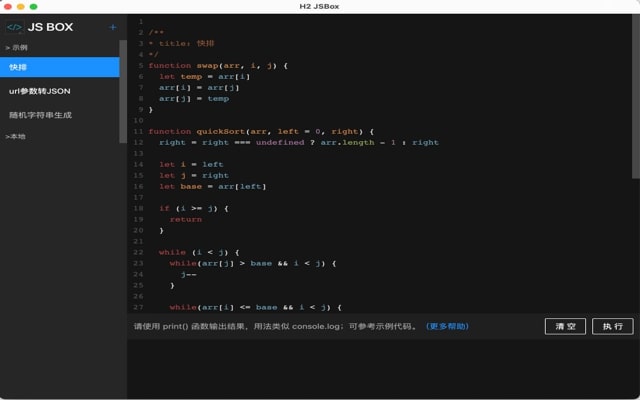 H2 JSBox
</> JS BOX +
> 示例
快排
url参数转JSON
随机字符串生成
>本地
1
2 /**
3 * title: 快排
4 */
5 function swap(arr, i, j) {
6 let temp = arr[i]
7 arr[i] = arr[j]
8 arr[j] = temp
9 }
10
11 function quickSort(arr, left = 0, right) {
12 right = right === undefined ? arr.length - 1 : right
13
14 let i = left
15 let j = right
16 let base = arr[left]
17
18 if (i >= j) {
19 return
20 }
21
22 while (i < j) {
23 while(arr[j] > base && i < j) {
24 j--
25 }
26
27 while(arr[i] <= base && i < j) {
请使用 print() 函数输出结果，用法类似 console.log；可参考示例代码。（更多帮助）
清 空
执 行